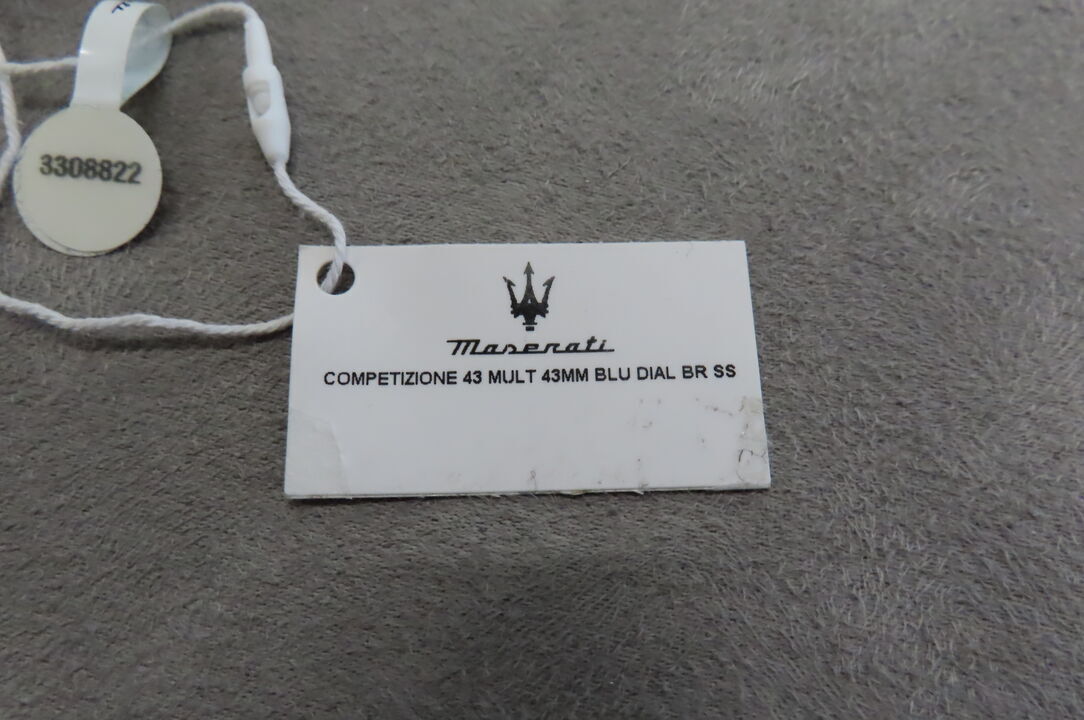 3308822
Maserati
COMPETIZIONE 43 MULT 43MM BLU DIAL BR SS